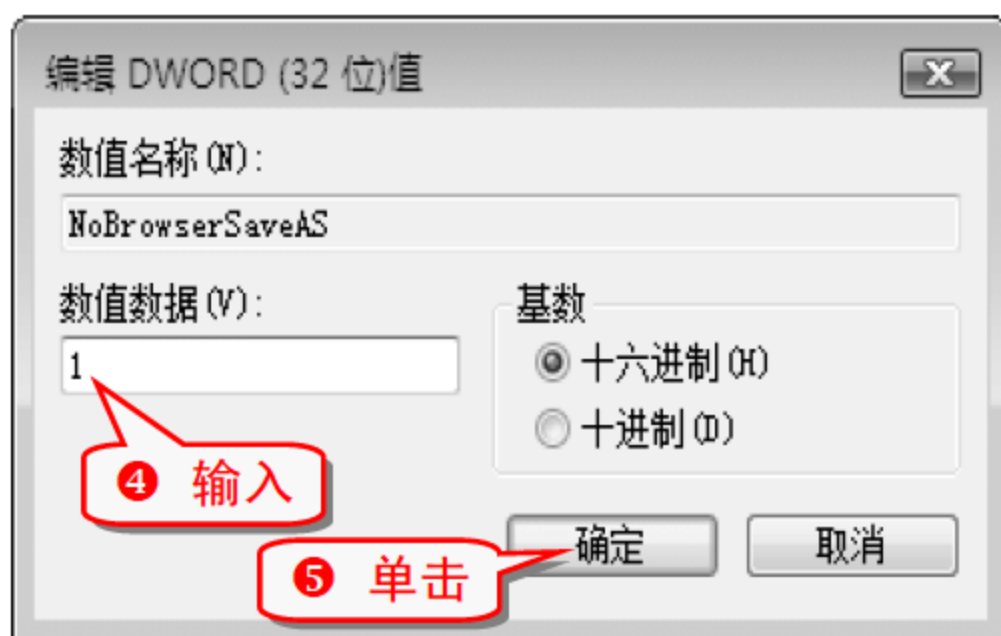 编辑 DWORD (32 位)值
数值名称(N):
NoBrowserSaveAS
数值数据(V):
基数
1
十六进制(H)
十进制(D)
❹ 输入
确定
取消
❺ 单击